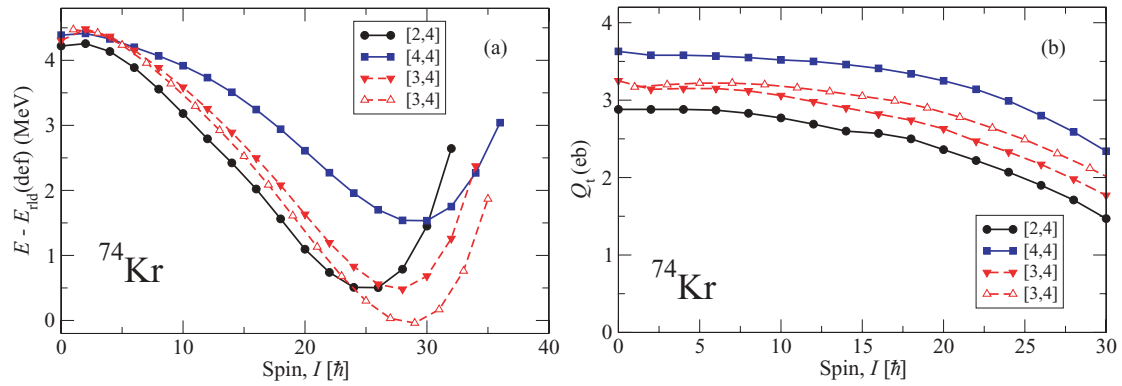 4
3
2
1
0
E - E_rld(def) (MeV)
[2,4]
[4,4]
[3,4]
[3,4]
(a)
⁷⁴Kr
0 10 20 30 40
Spin, I [ħ]
4
3
2
1
0
Q_t (eb)
(b)
[2,4]
[4,4]
[3,4]
[3,4]
⁷⁴Kr
0 5 10 15 20 25 30
Spin, I [ħ]